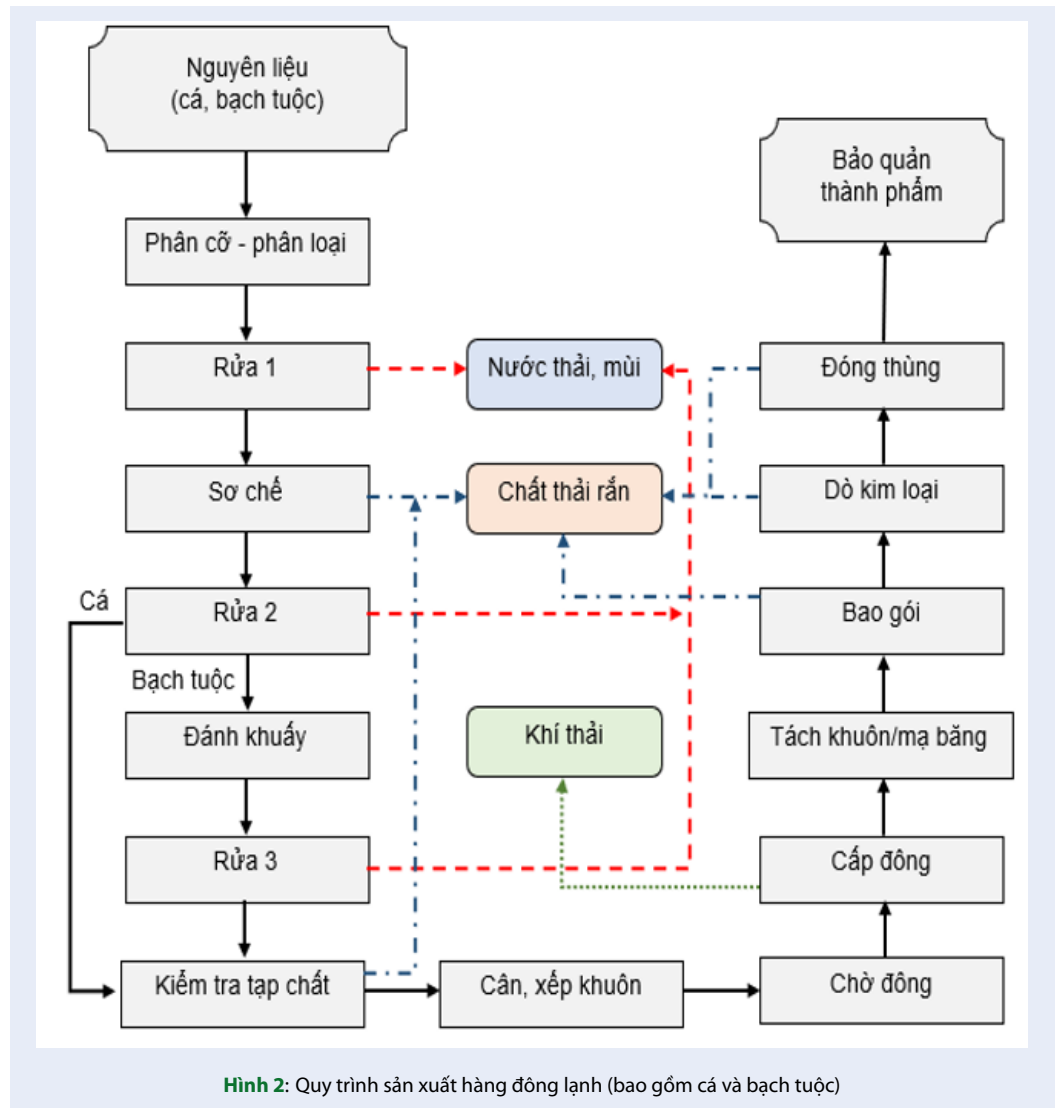 Nguyên liệu
(cá, bạch tuộc)
Phân cỡ - phân loại
Rửa 1
Sơ chế
Cá
Rửa 2
Bạch tuộc
Đánh khuấy
Rửa 3
Kiểm tra tạp chất
Nước thải, mùi
Chất thải rắn
Khí thải
Cân, xếp khuôn
Bảo quản
thành phẩm
Đóng thùng
Dò kim loại
Bao gói
Tách khuôn/mạ băng
Cấp đông
Chờ đông
Hình 2: Quy trình sản xuất hàng đông lạnh (bao gồm cá và bạch tuộc)